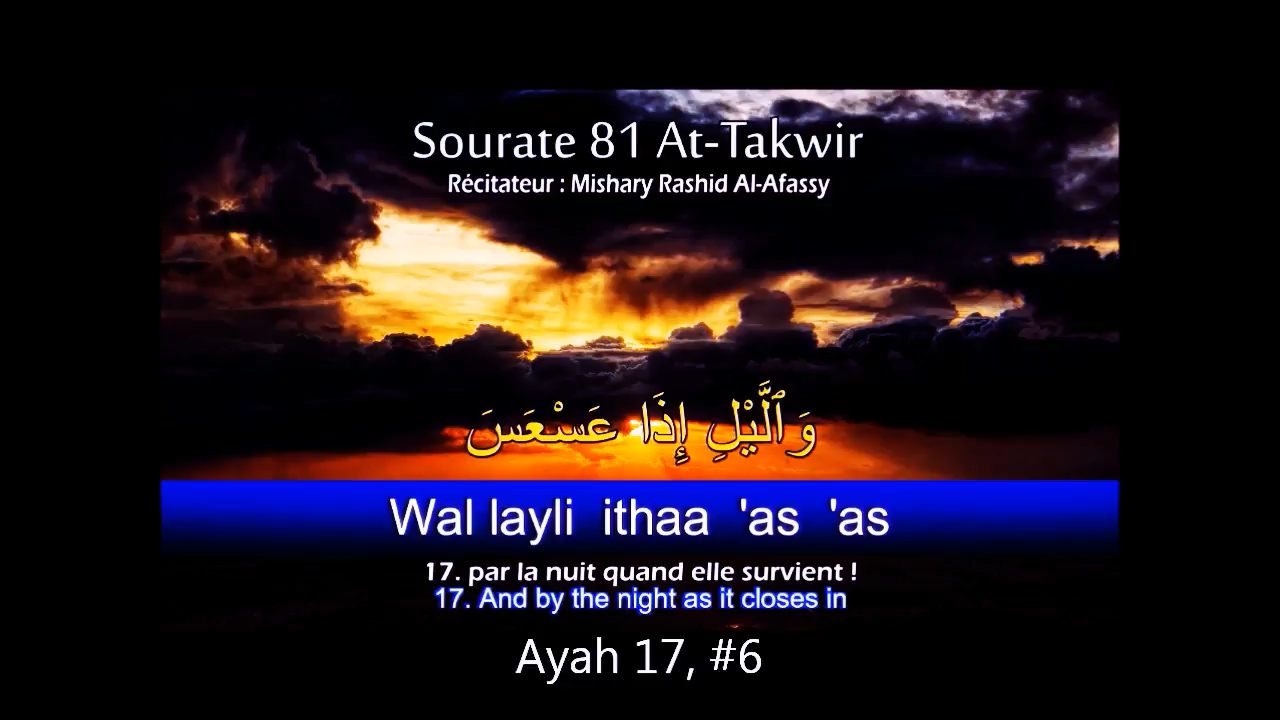 Sourate 81 At-Takwir
Récitateur : Mishary Rashid Al-Afassy
وَٱلَّيْلِ إِذَا عَسْعَسَ
Wal layli ithaa 'as 'as
17. par la nuit quand elle survient !
17. And by the night as it closes in
Ayah 17, #6